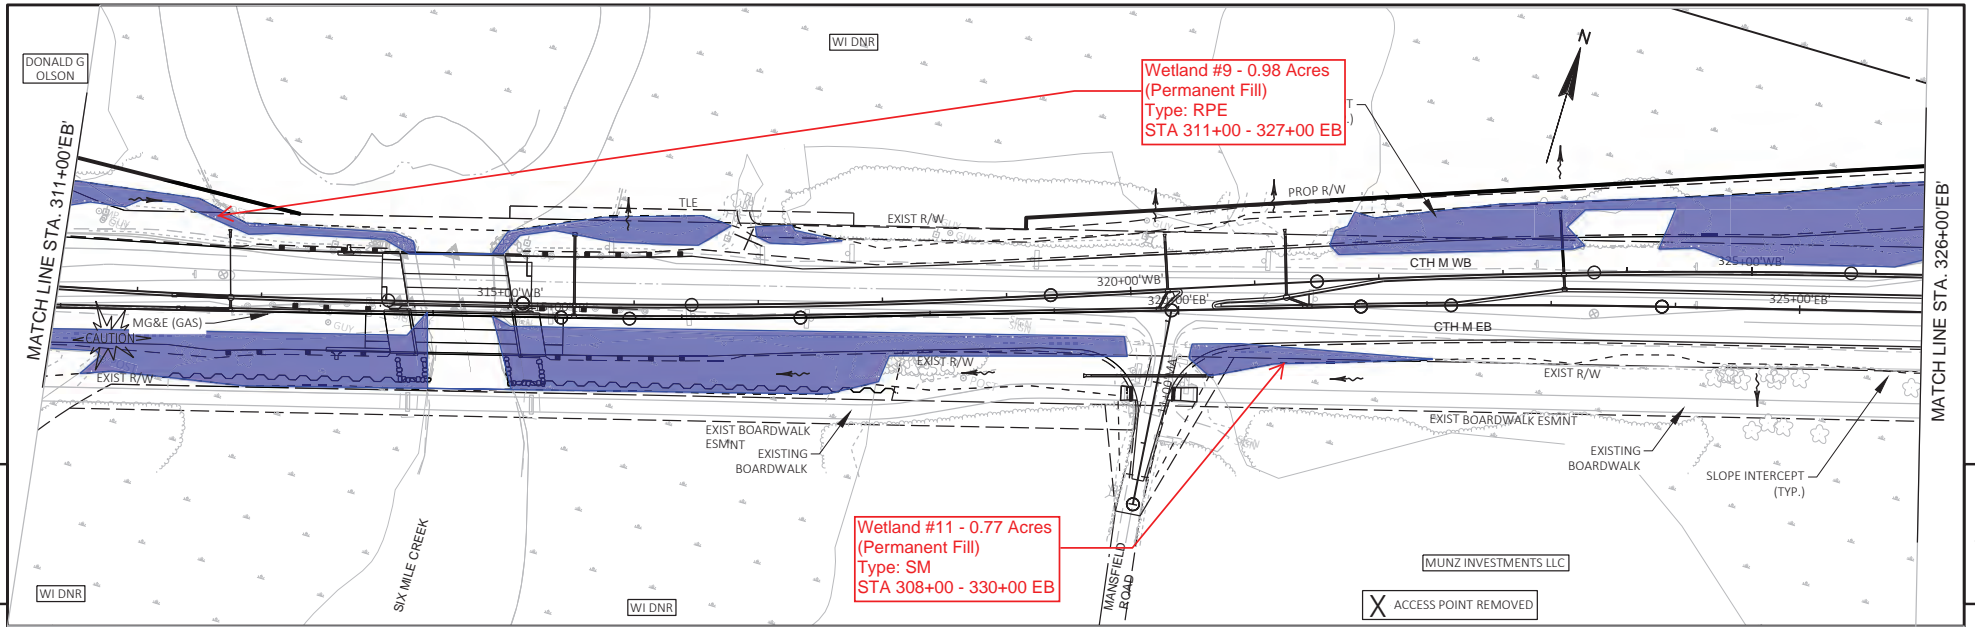 DONALD G
OLSON
WI DNR
N
Wetland #9 - 0.98 Acres
(Permanent Fill)
Type: RPE
STA 311+00 - 327+00 EB
T
.)
MATCH LINE STA. 311+00'EB'
MATCH LINE STA. 326+00'EB'
PROP R/W
TLE
EXIST R/W
GUY
CTH M WB
325+00'WB'
320+00'WB'
315+00'WB'
320+00'EB'
325+00'EB'
MG&E (GAS)
GUY
CTH M EB
CAUTION
EXIST R/W
EXIST R/W
EXIST R/W
EXIST BOARDWALK
ESMNT
EXISTING
BOARDWALK
EXIST BOARDWALK ESMNT
EXISTING
BOARDWALK
SLOPE INTERCEPT
(TYP.)
SIX MILE CREEK
Wetland #11 - 0.77 Acres
(Permanent Fill)
Type: SM
STA 308+00 - 330+00 EB
MANSFIELD
ROAD
MUNZ INVESTMENTS LLC
WI DNR
WI DNR
X ACCESS POINT REMOVED